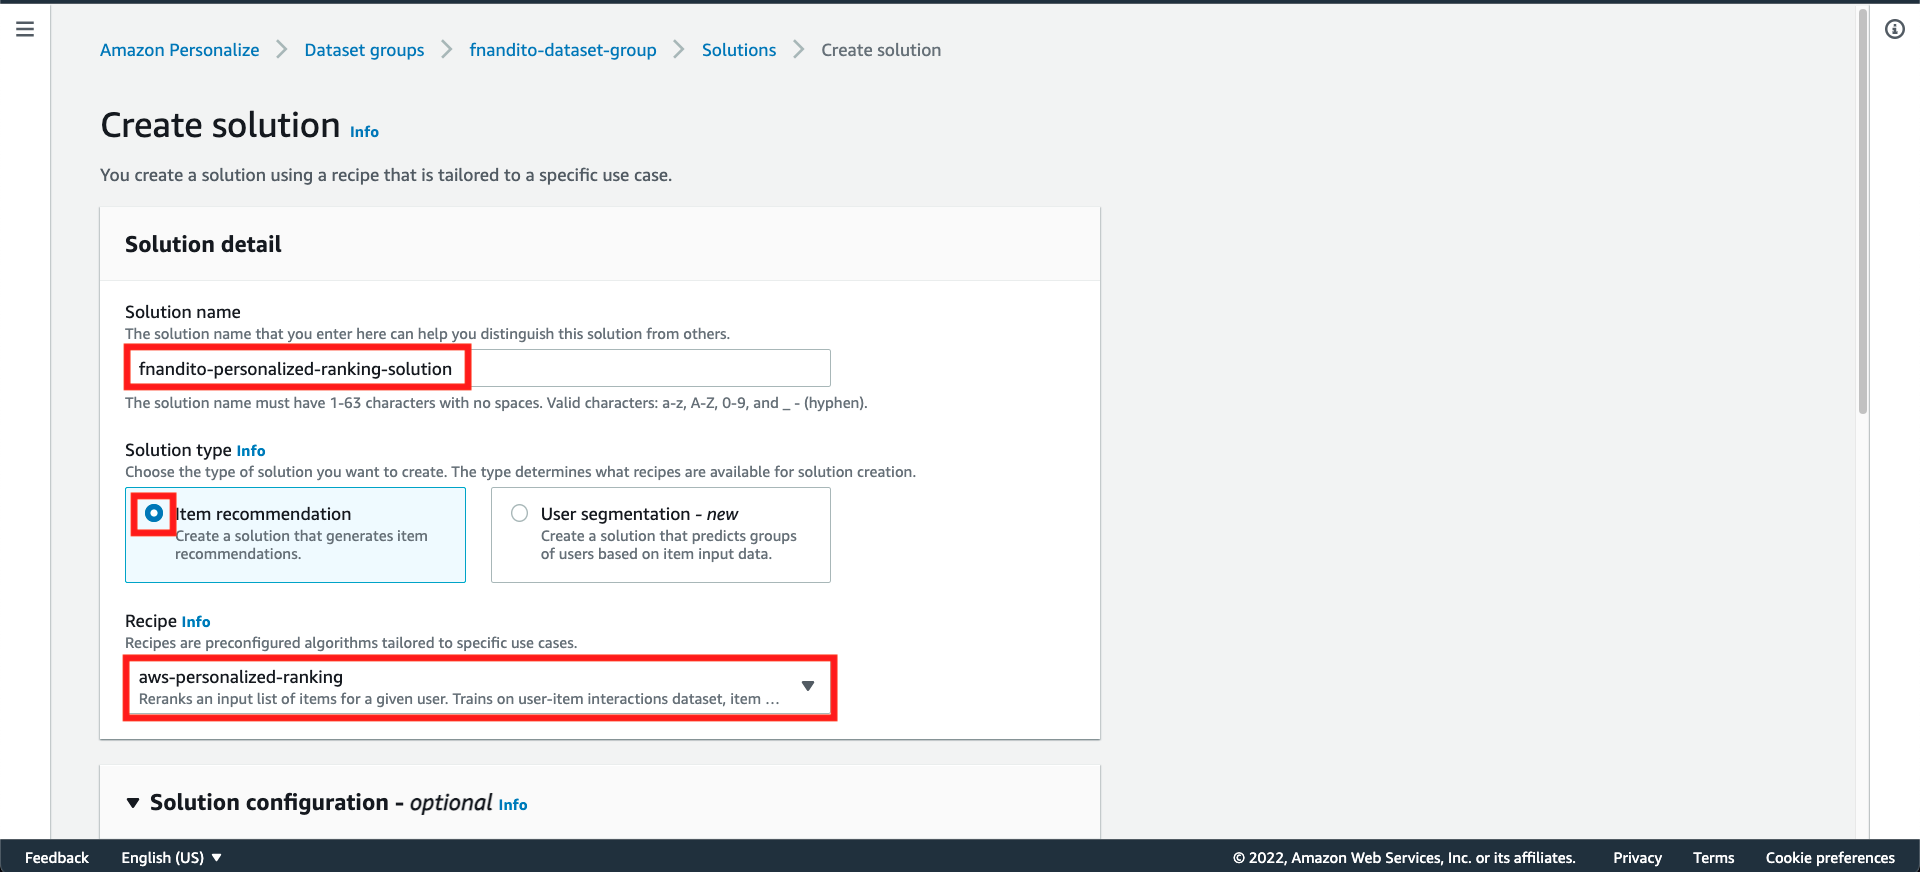 Amazon Personalize > Dataset groups > fnandito-dataset-group > Solutions > Create solution
Create solution Info
You create a solution using a recipe that is tailored to a specific use case.
Solution detail
Solution name
The solution name that you enter here can help you distinguish this solution from others.
fnandito-personalized-ranking-solution
The solution name must have 1-63 characters with no spaces. Valid characters: a-z, A-Z, 0-9, and _ - (hyphen).
Solution type Info
Choose the type of solution you want to create. The type determines what recipes are available for solution creation.
Item recommendation
Create a solution that generates item
recommendations.
User segmentation - new
Create a solution that predicts groups
of users based on item input data.
Recipe Info
Recipes are preconfigured algorithms tailored to specific use cases.
aws-personalized-ranking
Reranks an input list of items for a given user. Trains on user-item interactions dataset, item ...
Solution configuration - optional Info
Feedback English (US) © 2022, Amazon Web Services, Inc. or its affiliates. Privacy Terms Cookie preferences